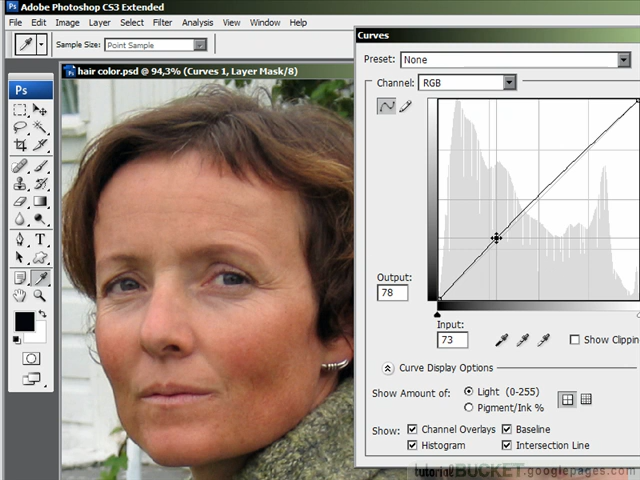 Adobe Photoshop CS3 Extended
File Edit Image Layer Select Filter Analysis View Window Help
Sample Size: Point Sample
hair color.psd @ 94,3% (Curves 1, Layer Mask/8)
Ps
Curves
Preset: None
Channel: RGB
Output:
78
Input:
73
Show Clippin
Curve Display Options
Show Amount of: Light (0-255)
Pigment/Ink %
Show: Channel Overlays Baseline
Histogram Intersection Line
tutorialBUCKET.googlepages.com